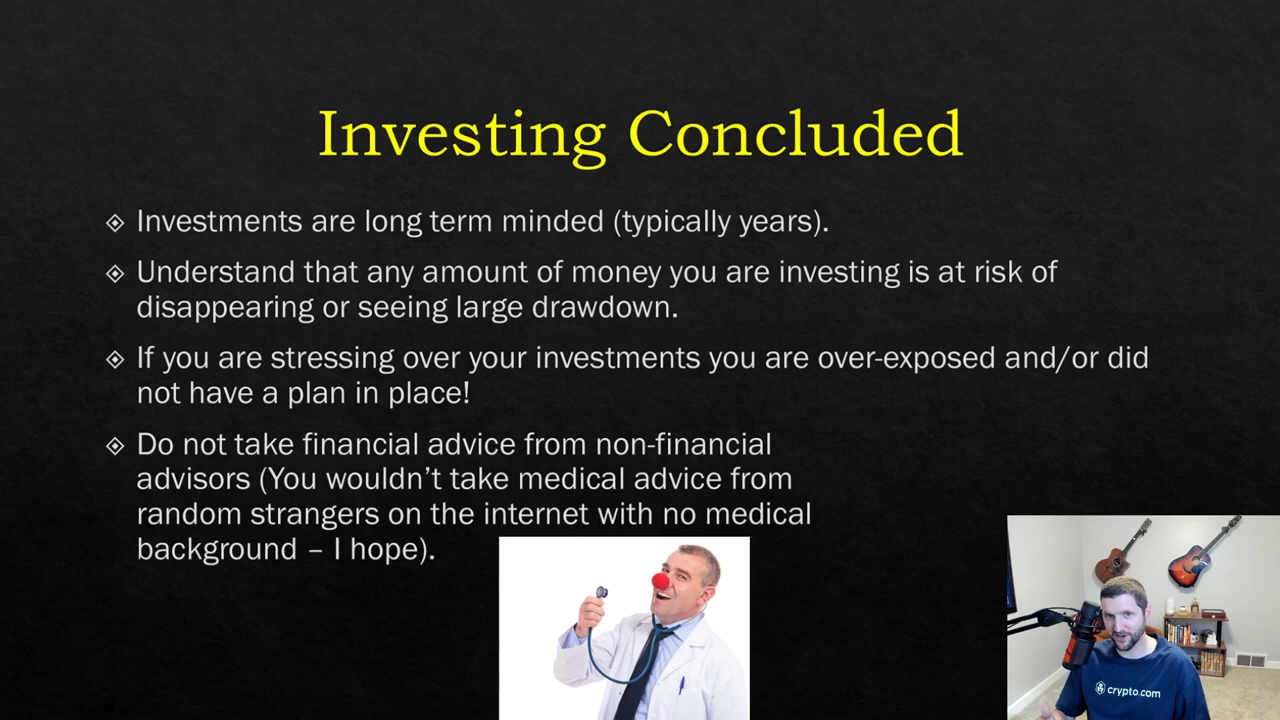 Investing Concluded
Investments are long term minded (typically years).
Understand that any amount of money you are investing is at risk of
disappearing or seeing large drawdown.
If you are stressing over your investments you are over-exposed and/or did
not have a plan in place!
Do not take financial advice from non-financial
advisors (You wouldn’t take medical advice from
random strangers on the internet with no medical
background – I hope).
crypto.com